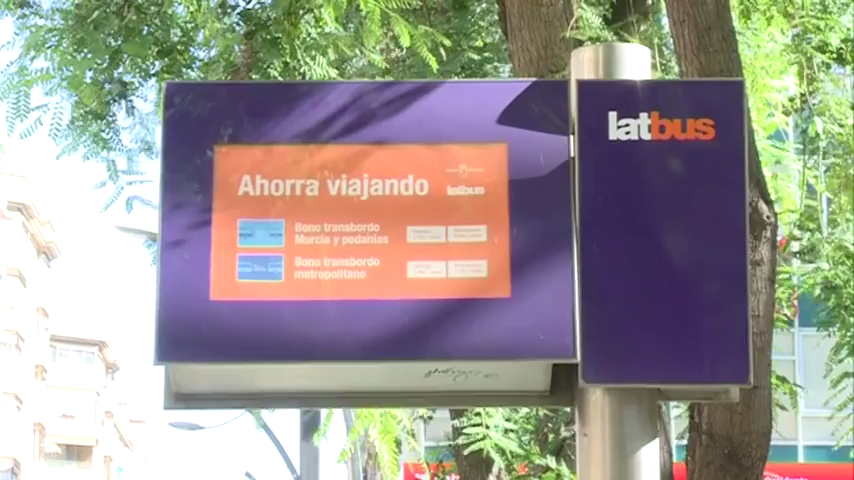 latbus
Ahorra viajando
latbus
Bono transbordo
Murcia y pedanías
Bono transbordo
metropolitano